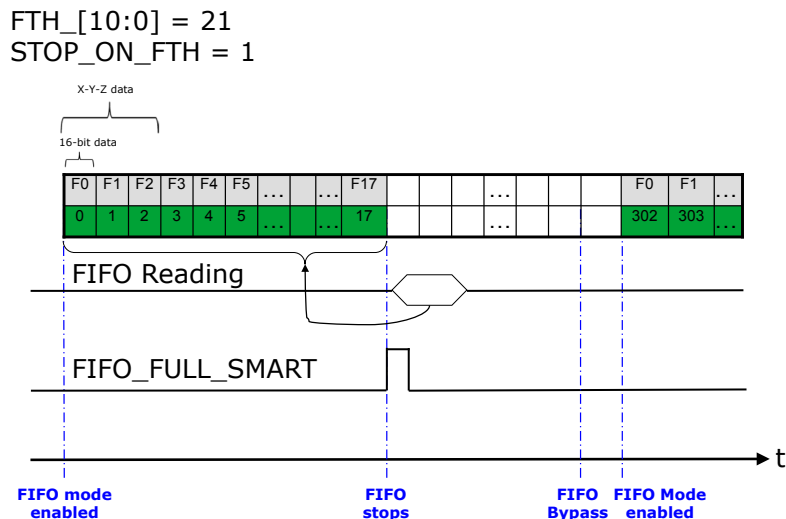 FTH_[10:0] = 21
STOP_ON_FTH = 1
X-Y-Z data
16-bit data
F0 F1 F2 F3 F4 F5 ... ... F17 ... F0 F1 ...
0 1 2 3 4 5 ... ... 17 ... 302 303 ...
FIFO Reading
FIFO_FULL_SMART
t
FIFO mode enabled
FIFO stops
FIFO Bypass
FIFO Mode enabled